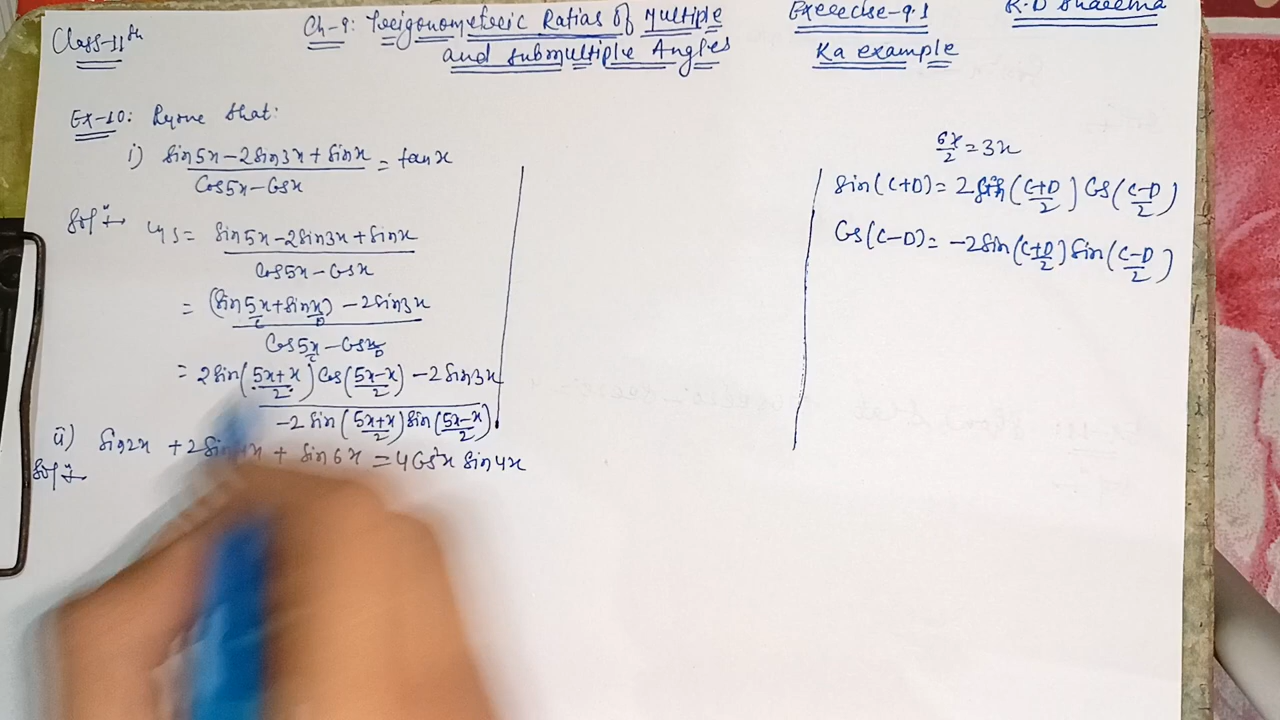 Class-11th
Ch-9: Trigonometric Ratios of Multiple
and submultiple Angles
Exercise-9.1
Ka example
R.D Sharma
Ex-10: Prove that:
i) (sin5x-2sin3x+sinx)/(Cos5x-Cosx) = tanx
Sol^n:- LHS = (sin5x-2sin3x+sinx)/(Cos5x-Cosx)
= ((sin5x+sinx)-2sin3x)/(Cos5x-Cosx)
C D
C D
= (2sin((5x+x)/2)Cos((5x-x)/2)-2sin3x)/(-2sin((5x+x)/2)sin((5x-x)/2))
ii) sin2x + 2sin4x + sin6x = 4Cos²x sin4x
Sol^n:-
6x/2 = 3x
sin(C+D) = 2sin((C+D)/2)Cos((C-D)/2)
Cos(C-D) = -2sin((C+D)/2)sin((C-D)/2)